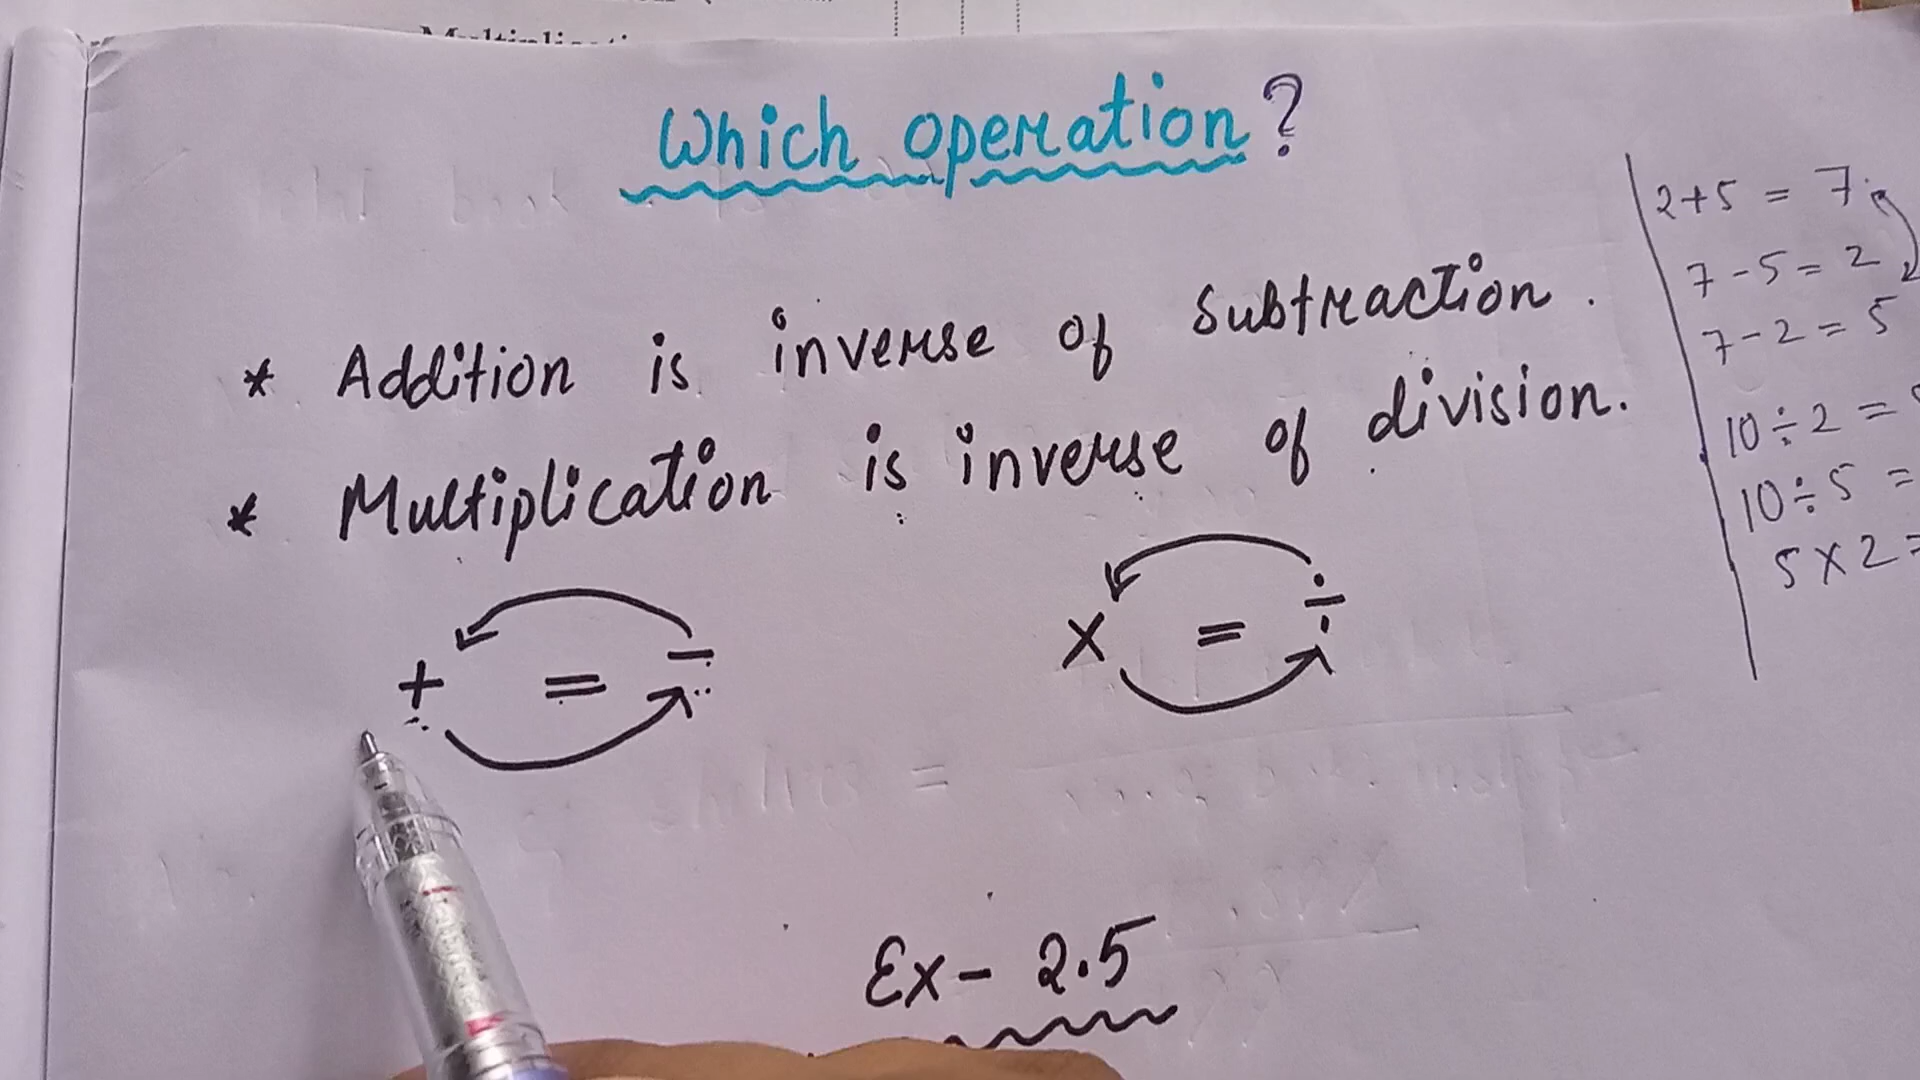 Which operation?
* Addition is inverse of subtraction.
* Multiplication is inverse of division.
+ = −
× = ÷
Ex- 2.5
2+5 = 7
7-5 = 2
7-2 = 5
10÷2 =
10÷5 =
5×2 =